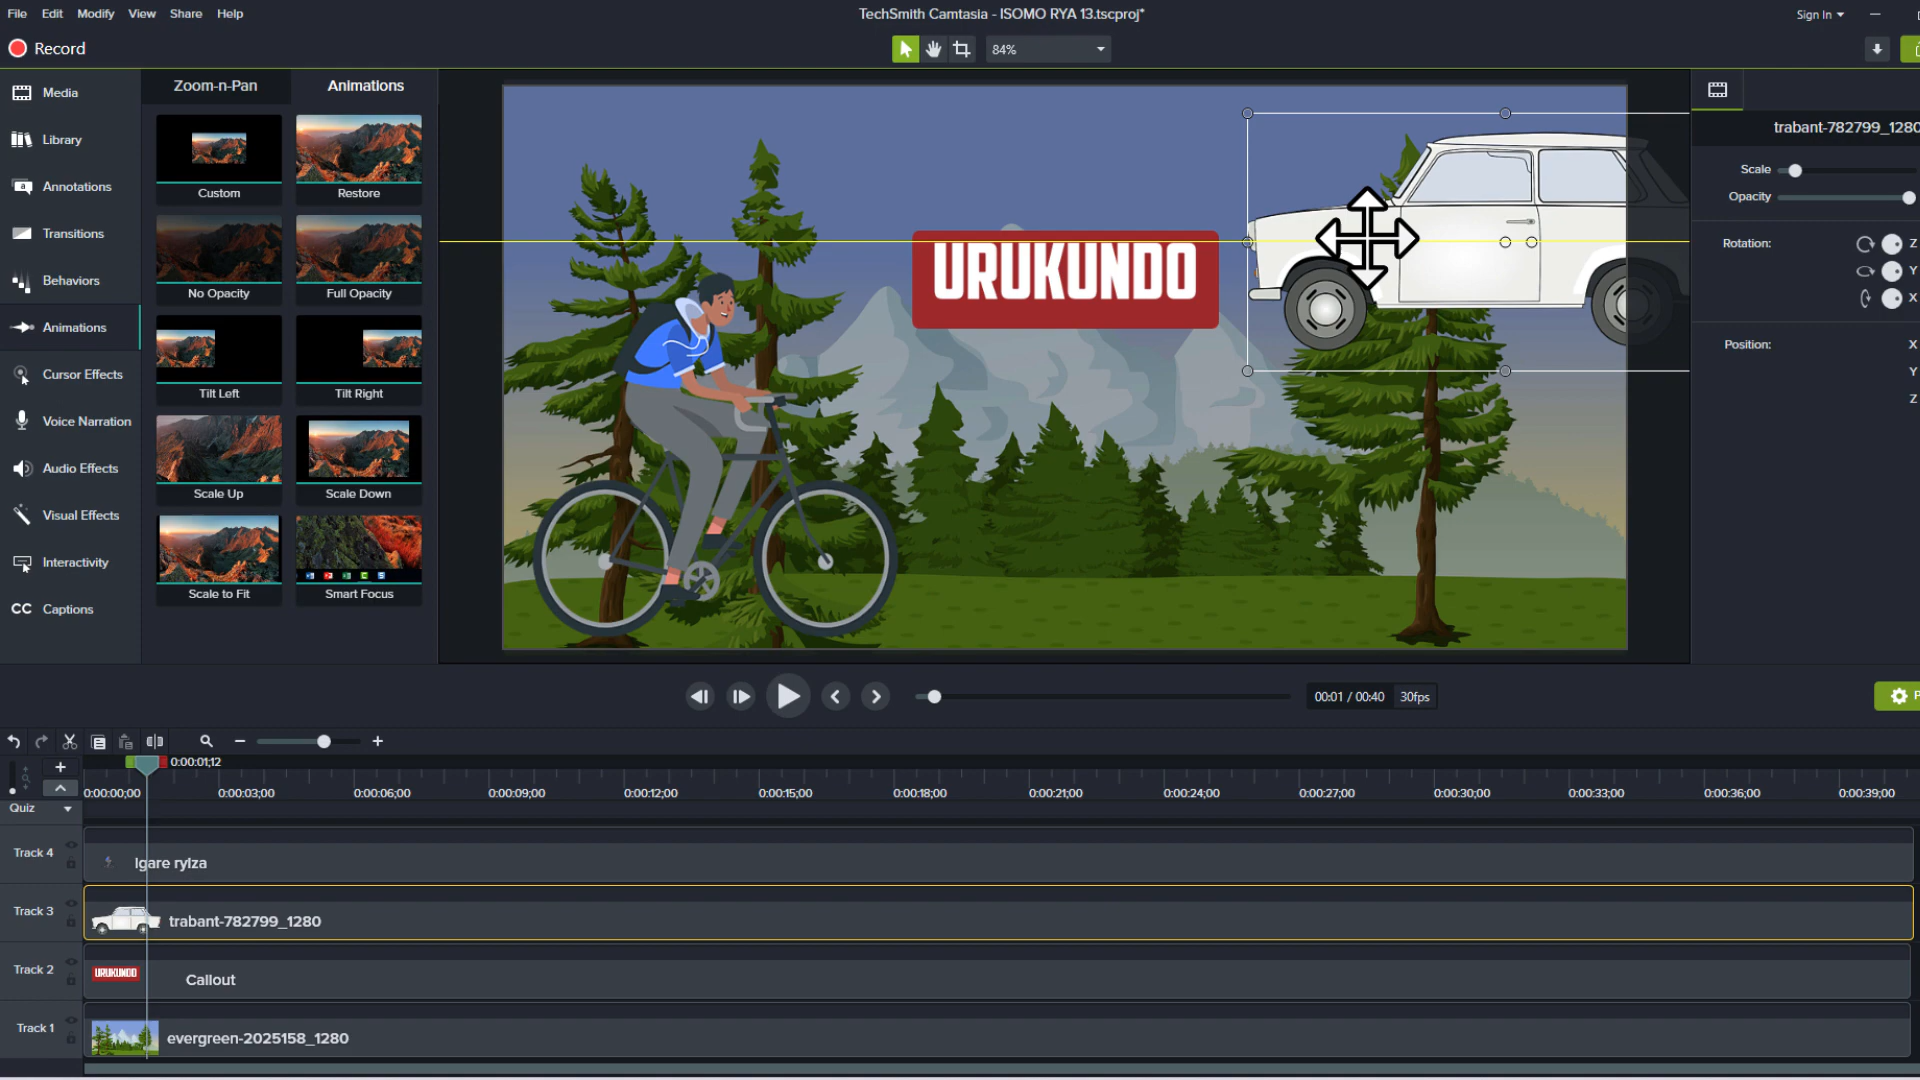 File Edit Modify View Share Help
TechSmith Camtasia - ISOMO RYA 13.tscproj*
Sign In
Record
84%
Media
Library
Annotations
Transitions
Behaviors
Animations
Cursor Effects
Voice Narration
Audio Effects
Visual Effects
Interactivity
CC Captions
Zoom-n-Pan Animations
Custom Restore
No Opacity Full Opacity
Tilt Left Tilt Right
Scale Up Scale Down
Scale to Fit Smart Focus
URUKUNDO
trabant-782799_1280
Scale
Opacity
Rotation: Z
Y
X
Position: X
Y
Z
00:01 / 00:40 30fps
P
0:00:01;12
0:00:00;00 0:00:03;00 0:00:06;00 0:00:09;00 0:00:12;00 0:00:15;00 0:00:18;00 0:00:21;00 0:00:24;00 0:00:27;00 0:00:30;00 0:00:33;00 0:00:36;00 0:00:39;00
Quiz
Track 4 Igare ryIza
Track 3 trabant-782799_1280
Track 2 URUKUNDO Callout
Track 1 evergreen-2025158_1280